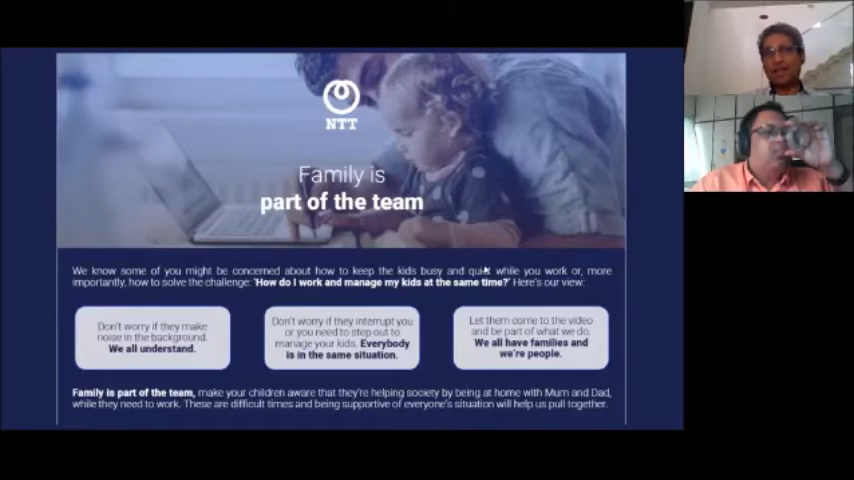 NTT
Family is
part of the team
We know some of you might be concerned about how to keep the kids busy and quiet while you work or, more
importantly, how to solve the challenge: 'How do I work and manage my kids at the same time?' Here's our view:
Don't worry if they make
noise in the background.
We all understand.
Don't worry if they interrupt you
or you need to step out to
manage your kids. Everybody
is in the same situation.
Let them come to the video
and be part of what we do.
We all have families and
we're people.
Family is part of the team, make your children aware that they're helping society by being at home with Mum and Dad,
while they need to work. These are difficult times and being supportive of everyone's situation will help us pull together.